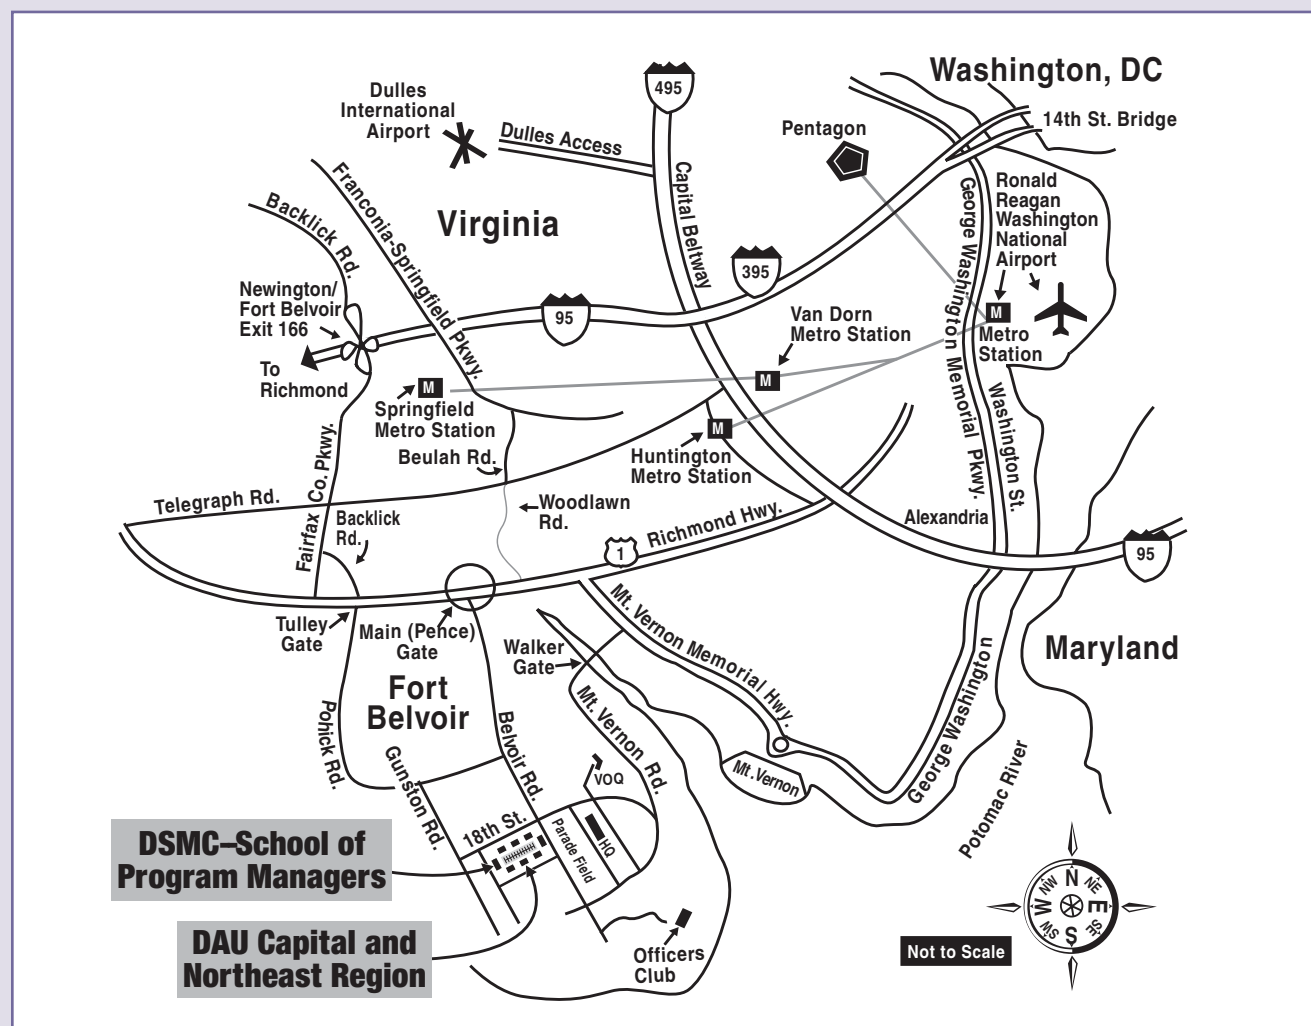 Washington, DC
495
Dulles
International
Airport
Dulles Access
14th St. Bridge
Pentagon
Franconia-Springfield Pkwy.
Capital Beltway
George Washington Memorial Pkwy.
Ronald
Reagan
Washington
National
Airport
Backlick Rd.
Virginia
395
Newington/
Fort Belvoir
Exit 166
95
Van Dorn
Metro Station
M
Metro
Station
To
Richmond
M
Springfield
Metro Station
M
Washington St.
Beulah Rd.
M
Huntington
Metro Station
Fairfax Co. Pkwy.
Telegraph Rd.
Backlick
Rd.
Woodlawn
Rd.
Richmond Hwy.
Alexandria
1
95
Tulley
Gate
Main (Pence)
Gate
Mt. Vernon Memorial Hwy.
Walker
Gate
Maryland
Fort
Belvoir
Mt. Vernon Rd.
George Washington
Pohick Rd.
Belvoir Rd.
Gunston Rd.
VOQ
Mt. Vernon
Potomac River
18th St.
Parade Field
HQ
DSMC–School of
Program Managers
N
NE
E
SE
S
SW
W
NW
DAU Capital and
Northeast Region
Officers
Club
Not to Scale